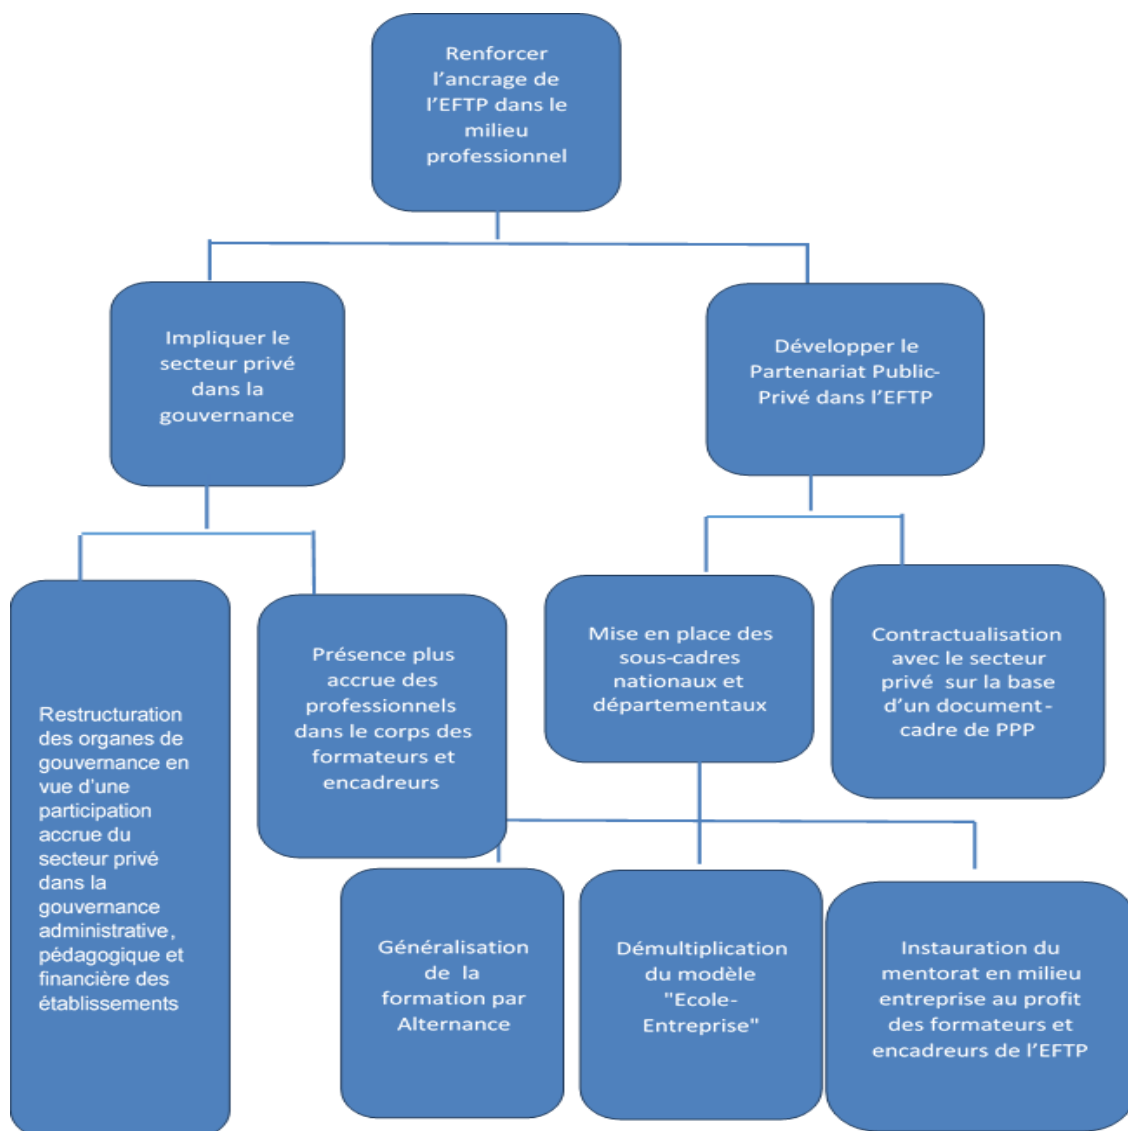 Renforcer
l'ancrage de
l'EFTP dans le
milieu
professionnel
Impliquer le
secteur privé
dans la
gouvernance
Développer le
Partenariat Public-
Privé dans l'EFTP
Restructuration
des organes de
gouvernance en
vue d'une
participation
accrue du
secteur privé
dans la
gouvernance
administrative,
pédagogique et
financière des
établissements
Présence plus
accrue des
professionnels
dans le corps des
formateurs et
encadreurs
Mise en place des
sous-cadres
nationaux et
départementaux
Contractualisation
avec le secteur
privé sur la base
d'un document-
cadre de PPP
Généralisation
de la
formation par
Alternance
Démultiplication
du modèle
"Ecole-
Entreprise"
Instauration du
mentorat en milieu
entreprise au profit
des formateurs et
encadreurs de l'EFTP